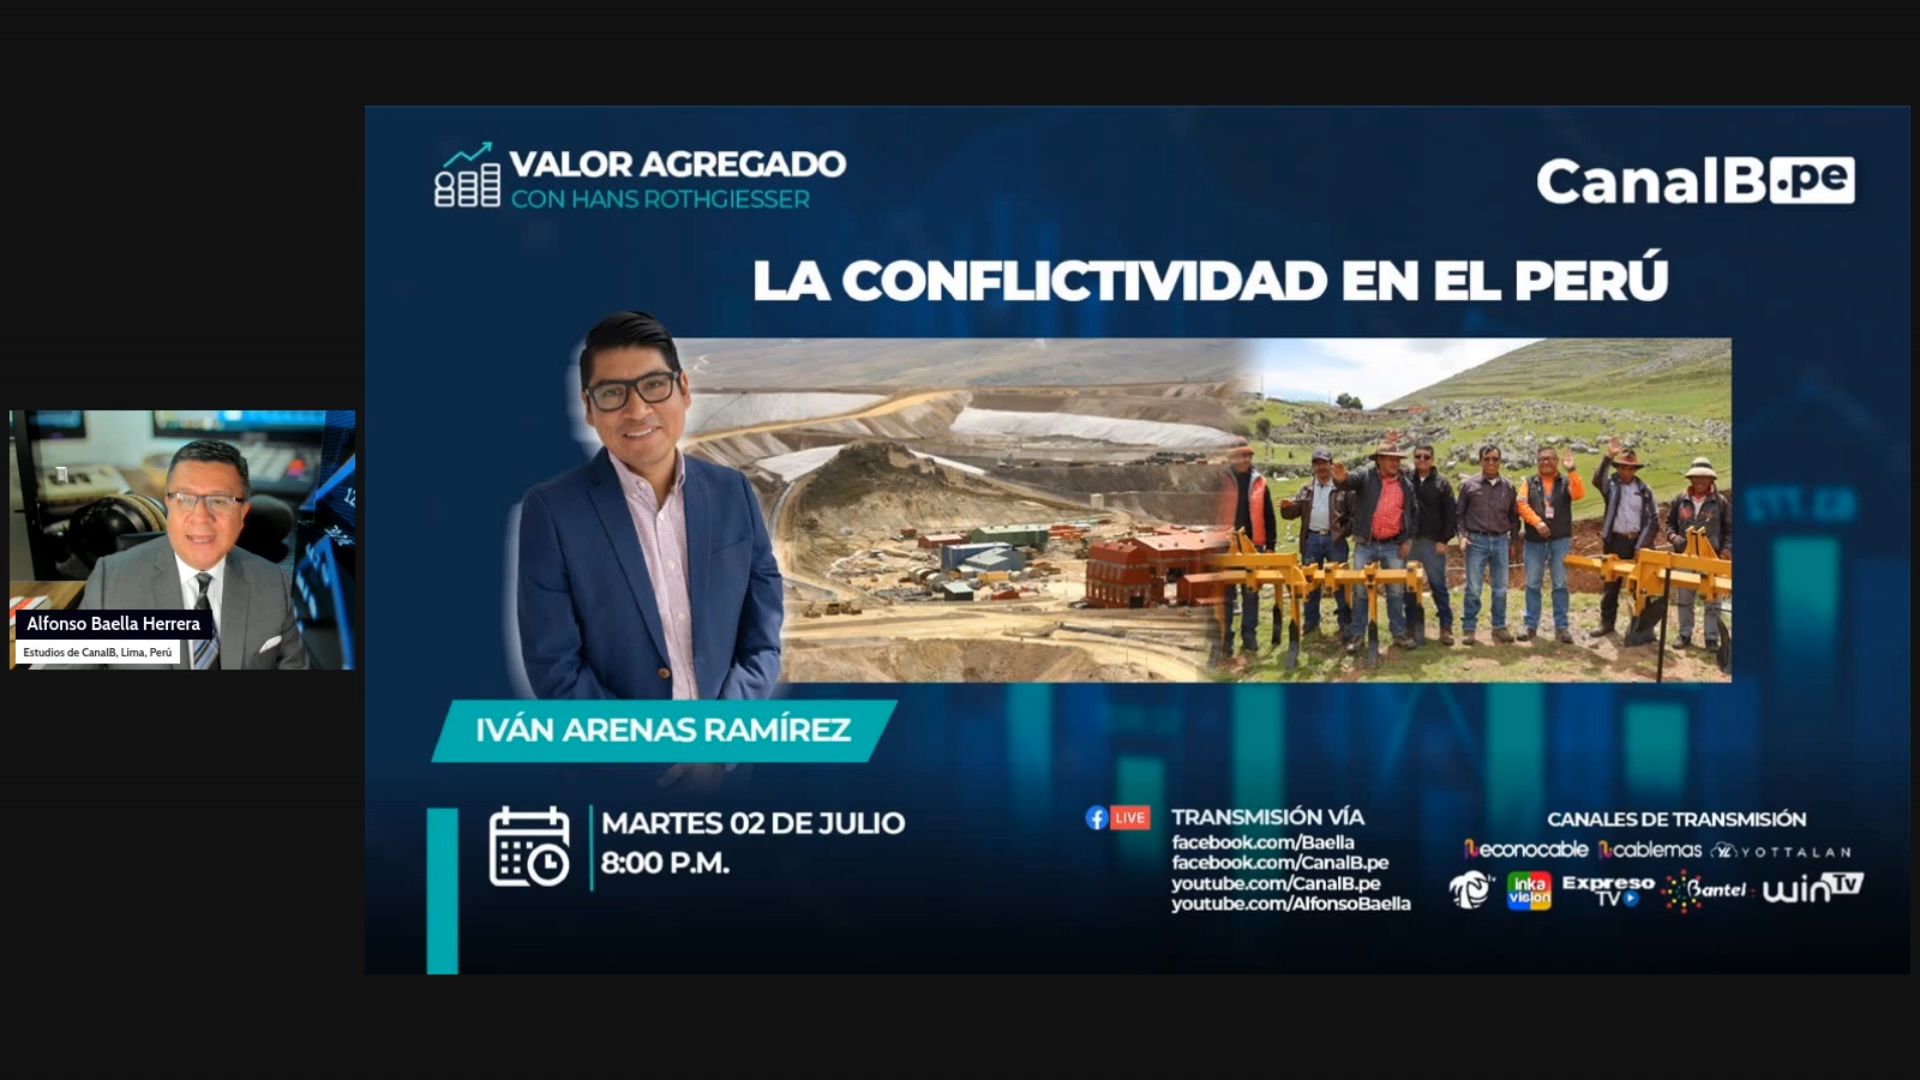 Alfonso Baella Herrera
Estudios de CanalB, Lima, Perú
VALOR AGREGADO
CON HANS ROTHGIESSER
CanalB.pe
LA CONFLICTIVIDAD EN EL PERÚ
IVÁN ARENAS RAMÍREZ
MARTES 02 DE JULIO
8:00 P.M.
LIVE
TRANSMISIÓN VÍA
facebook.com/Baella
facebook.com/CanalB.pe
youtube.com/CanalB.pe
youtube.com/AlfonsoBaella
CANALES DE TRANSMISIÓN
econocable cablemas YOTTALAN
inka visión Expreso TV Bantel winTV